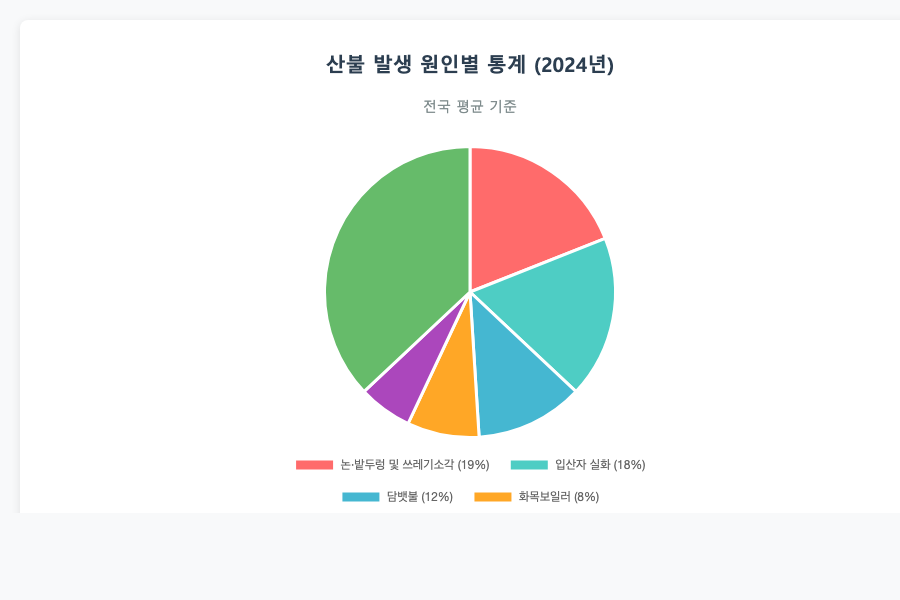 산불 발생 원인별 통계 (2024년)
전국 평균 기준
논·밭두렁 및 쓰레기소각 (19%) 입산자 실화 (18%)
담뱃불 (12%) 화목보일러 (8%)